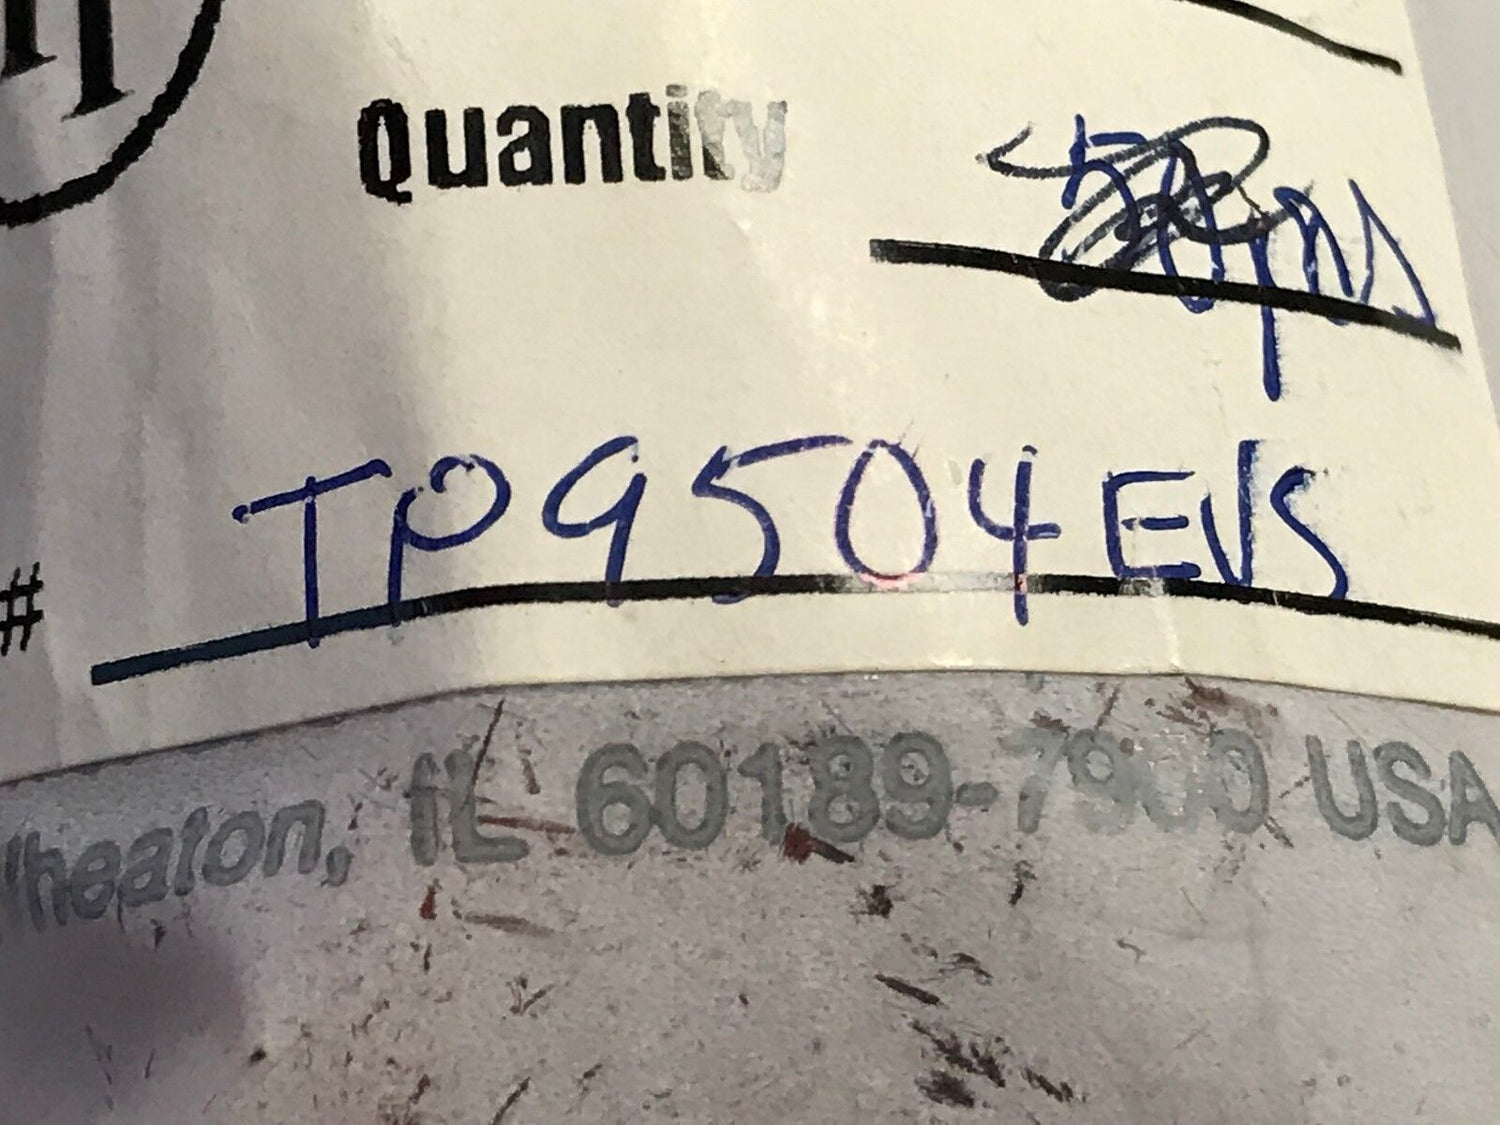 Quantity
# TP9504EVS
Wheaton, IL 60189-7900 USA